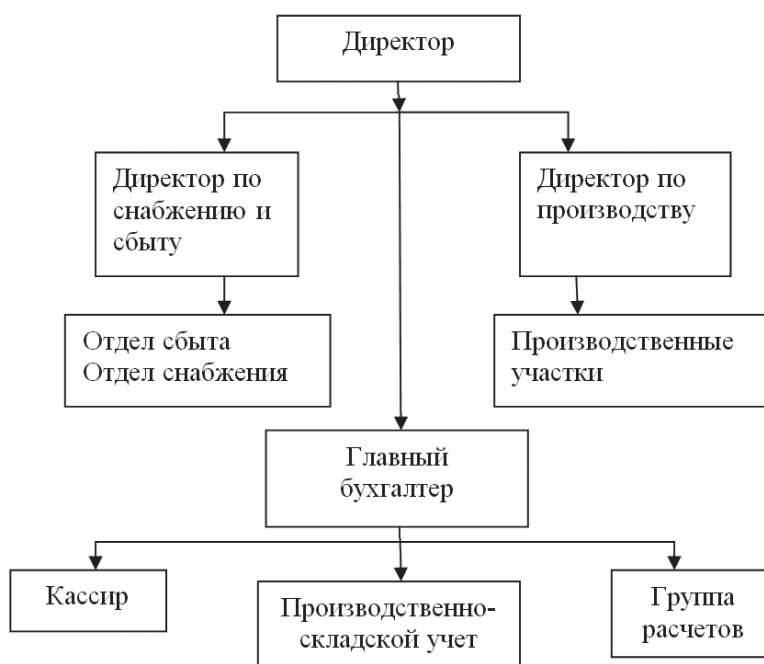 Директор
Директор по
снабжению и
сбыту
Директор по
производству
Отдел сбыта
Отдел снабжения
Производственные
участки
Главный
бухгалтер
Кассир
Производственно-
складской учет
Группа
расчетов